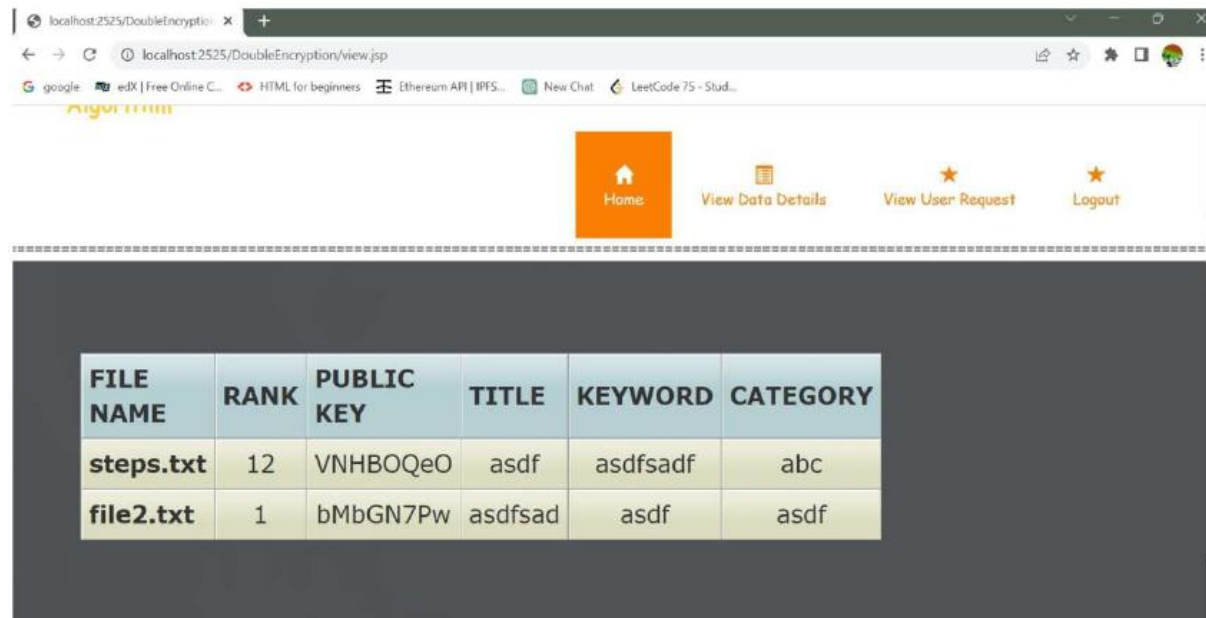 localhost:2525/DoubleEncryption
localhost:2525/DoubleEncryption/view.jsp
google edX | Free Online C... HTML for beginners Ethereum API | IPFS... New Chat LeetCode 75 - Stud...
Algorithm
Home View Data Details View User Request Logout
FILE NAME RANK PUBLIC KEY TITLE KEYWORD CATEGORY
steps.txt 12 VNHBOQeO asdf asdfsadf abc
file2.txt 1 bMbGN7Pw asdfsad asdf asdf